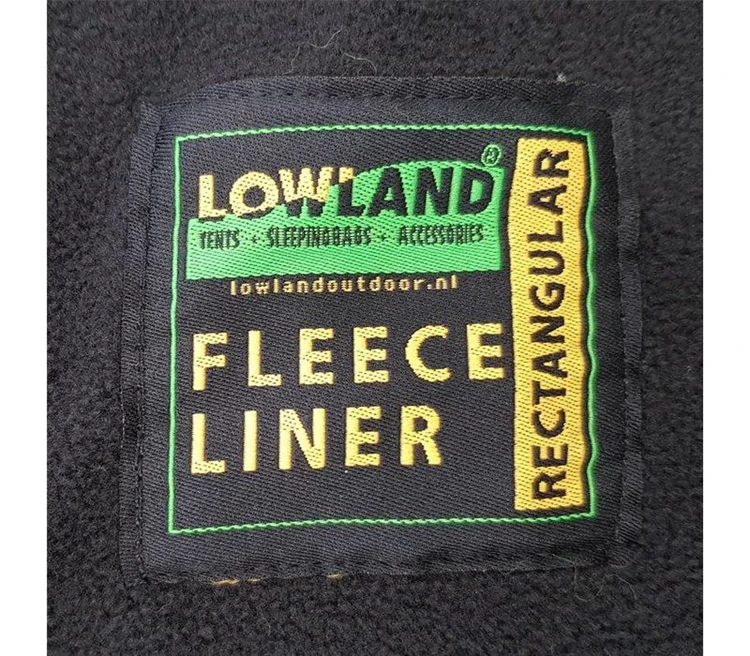 LOWLAND®
TENTS • SLEEPINGBAGS • ACCESSORIES
lowlandoutdoor.nl
FLEECE
LINER
RECTANGULAR